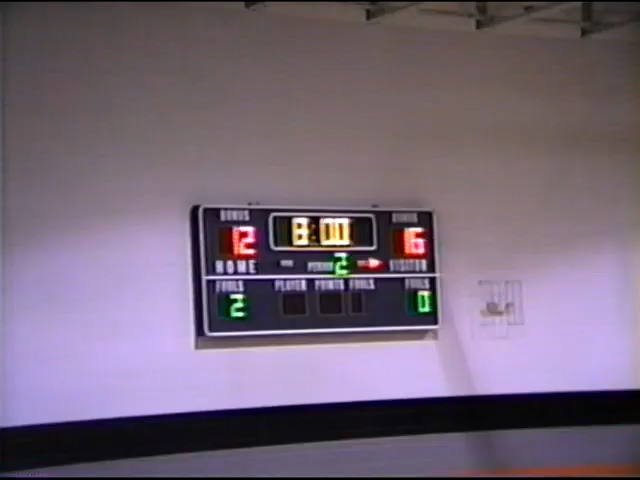 BONUS 8:00 BONUS
12 16
HOME PERIOD 2 VISITOR
FOULS PLAYER POINTS FOULS FOULS
2 0